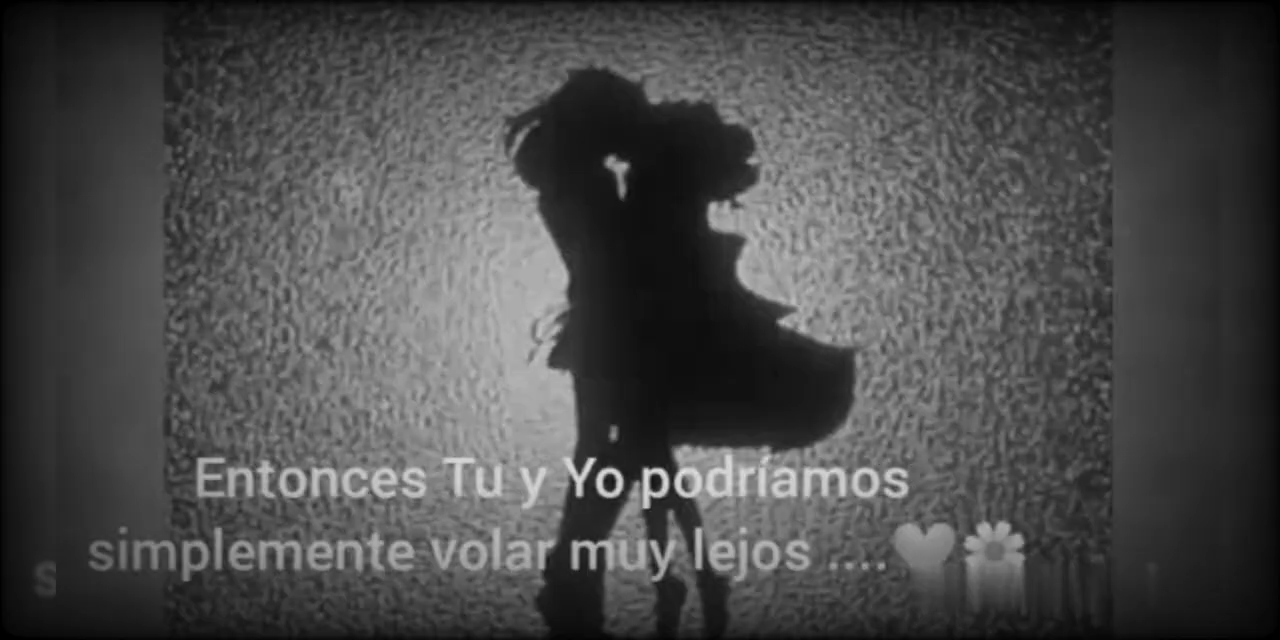 Entonces Tu y Yo podríamos
simplemente volar muy lejos ....🤍🌼
s